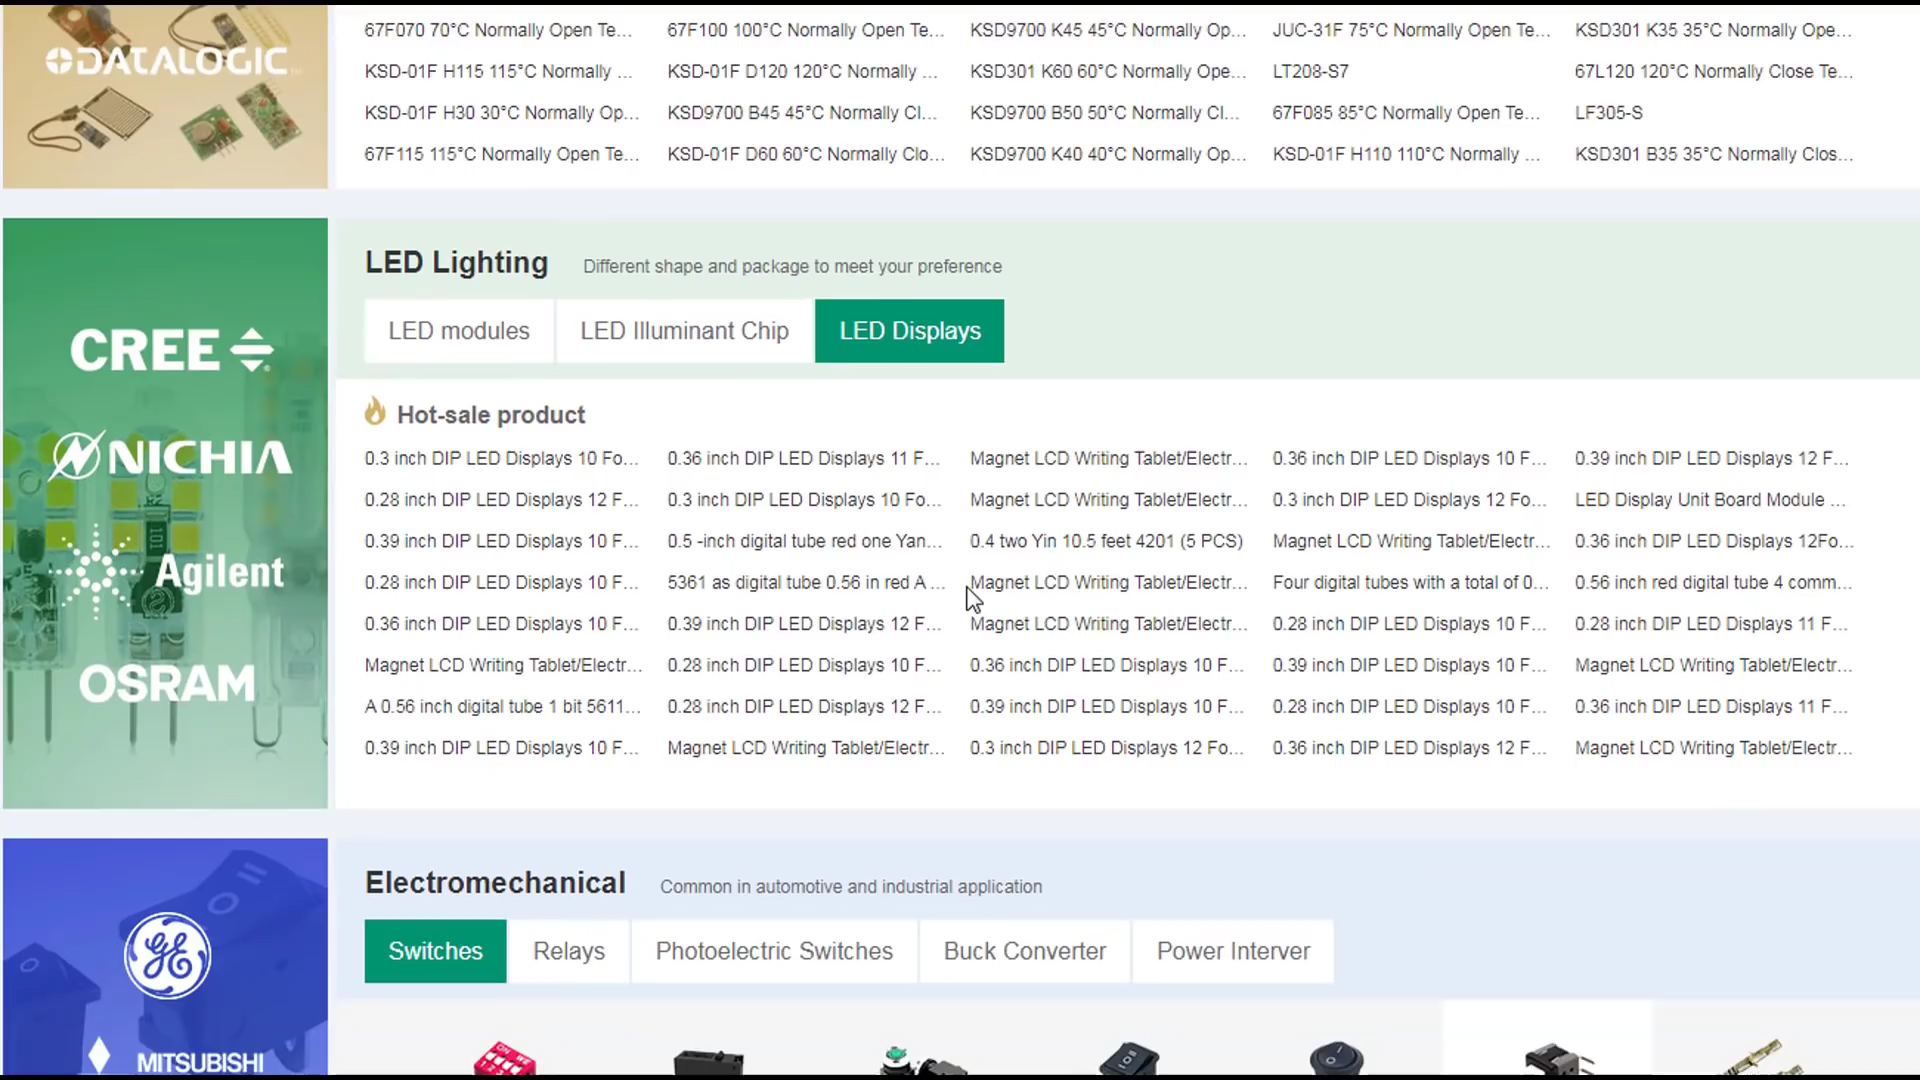 DATALOGIC
67F070 70°C Normally Open Te...
67F100 100°C Normally Open Te...
KSD9700 K45 45°C Normally Op...
JUC-31F 75°C Normally Open Te...
KSD301 K35 35°C Normally Ope...
KSD-01F H115 115°C Normally ...
KSD-01F D120 120°C Normally ...
KSD301 K60 60°C Normally Ope...
LT208-S7
67L120 120°C Normally Close Te...
KSD-01F H30 30°C Normally Op...
KSD9700 B45 45°C Normally Cl...
KSD9700 B50 50°C Normally Cl...
67F085 85°C Normally Open Te...
LF305-S
67F115 115°C Normally Open Te...
KSD-01F D60 60°C Normally Clo...
KSD9700 K40 40°C Normally Op...
KSD-01F H110 110°C Normally ...
KSD301 B35 35°C Normally Clos...
CREE
NICHIA
Agilent
OSRAM
LED Lighting
Different shape and package to meet your preference
LED modules
LED Illuminant Chip
LED Displays
Hot-sale product
0.3 inch DIP LED Displays 10 Fo...
0.36 inch DIP LED Displays 11 F...
Magnet LCD Writing Tablet/Electr...
0.36 inch DIP LED Displays 10 F...
0.39 inch DIP LED Displays 12 F...
0.28 inch DIP LED Displays 12 F...
0.3 inch DIP LED Displays 10 Fo...
Magnet LCD Writing Tablet/Electr...
0.3 inch DIP LED Displays 12 Fo...
LED Display Unit Board Module ...
0.39 inch DIP LED Displays 10 F...
0.5 -inch digital tube red one Yan...
0.4 two Yin 10.5 feet 4201 (5 PCS)
Magnet LCD Writing Tablet/Electr...
0.36 inch DIP LED Displays 12Fo...
0.28 inch DIP LED Displays 10 F...
5361 as digital tube 0.56 in red A ...
Magnet LCD Writing Tablet/Electr...
Four digital tubes with a total of 0...
0.56 inch red digital tube 4 comm...
0.36 inch DIP LED Displays 10 F...
0.39 inch DIP LED Displays 12 F...
Magnet LCD Writing Tablet/Electr...
0.28 inch DIP LED Displays 10 F...
0.28 inch DIP LED Displays 11 F...
Magnet LCD Writing Tablet/Electr...
0.28 inch DIP LED Displays 10 F...
0.36 inch DIP LED Displays 10 F...
0.39 inch DIP LED Displays 10 F...
Magnet LCD Writing Tablet/Electr...
A 0.56 inch digital tube 1 bit 5611...
0.28 inch DIP LED Displays 12 F...
0.39 inch DIP LED Displays 10 F...
0.28 inch DIP LED Displays 10 F...
0.36 inch DIP LED Displays 11 F...
0.39 inch DIP LED Displays 10 F...
Magnet LCD Writing Tablet/Electr...
0.3 inch DIP LED Displays 12 Fo...
0.36 inch DIP LED Displays 12 F...
Magnet LCD Writing Tablet/Electr...
GE
MITSUBISHI
Electromechanical
Common in automotive and industrial application
Switches
Relays
Photoelectric Switches
Buck Converter
Power Interver